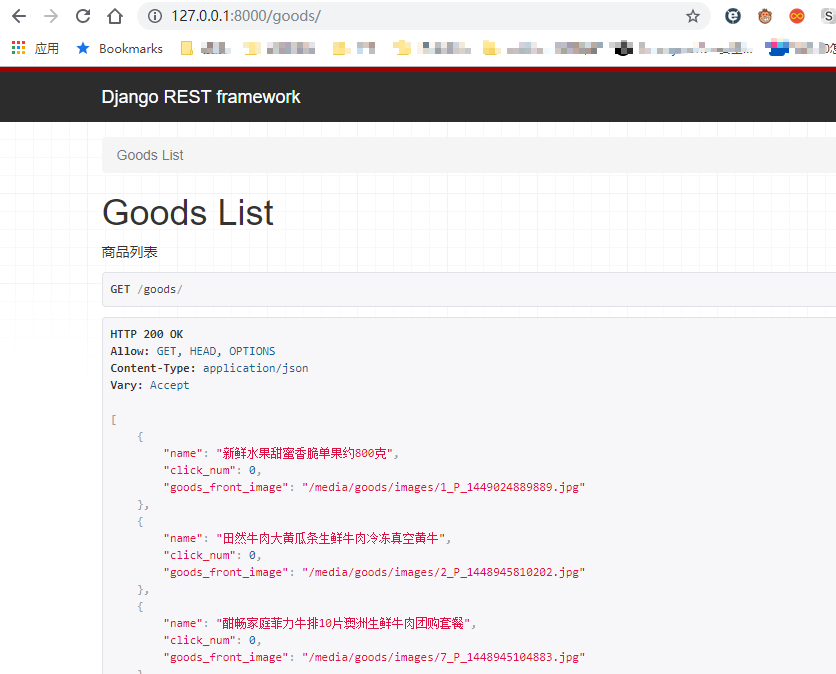 127.0.0.1:8000/goods/
应用 Bookmarks
Django REST framework
Goods List
Goods List
商品列表
GET /goods/
HTTP 200 OK
Allow: GET, HEAD, OPTIONS
Content-Type: application/json
Vary: Accept
[
{
"name": "新鲜水果甜蜜香脆单果约800克",
"click_num": 0,
"goods_front_image": "/media/goods/images/1_P_1449024889889.jpg"
},
{
"name": "田然牛肉大黄瓜条生鲜牛肉冷冻真空黄牛",
"click_num": 0,
"goods_front_image": "/media/goods/images/2_P_1448945810202.jpg"
},
{
"name": "酣畅家庭菲力牛排10片澳洲生鲜牛肉团购套餐",
"click_num": 0,
"goods_front_image": "/media/goods/images/7_P_1448945104883.jpg"